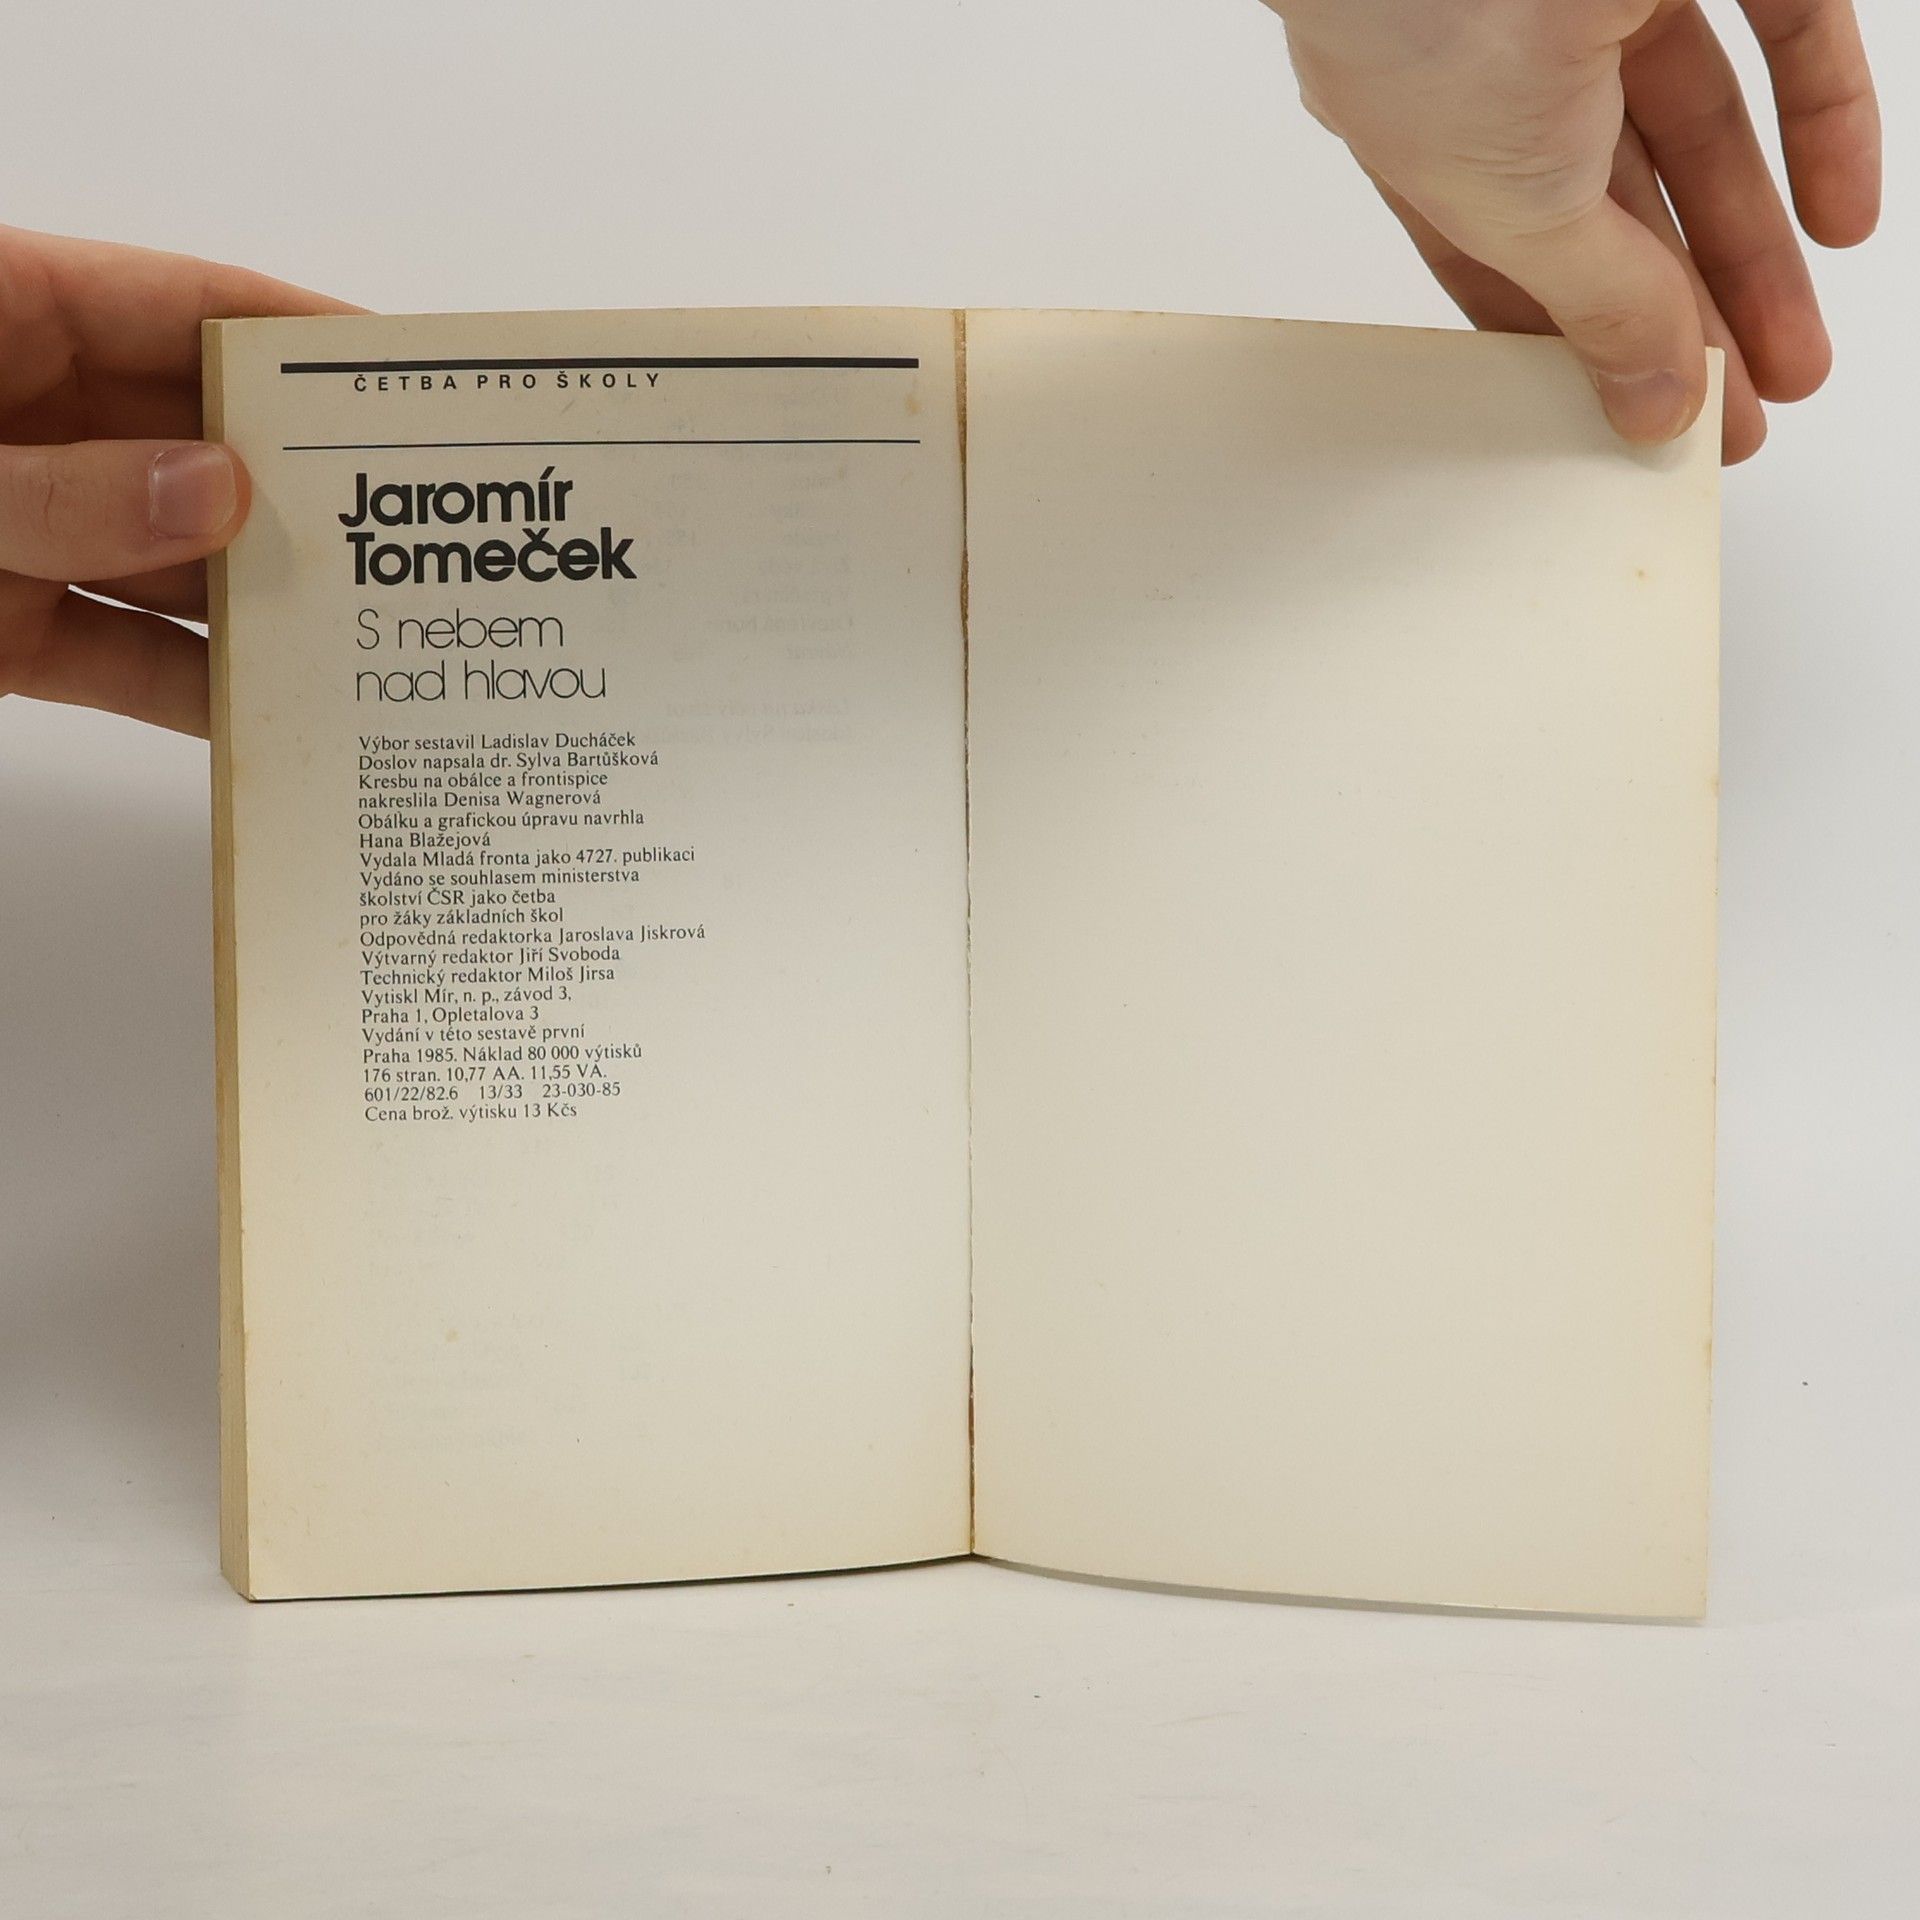 ČETBA PRO ŠKOLY
Jaromír
Tomeček
S nebem
nad hlavou
Výbor sestavil Ladislav Ducháček
Doslov napsala dr. Sylva Bartůšková
Kresbu na obálce a frontispice
nakreslila Denisa Wagnerová
Obálku a grafickou úpravu navrhla
Hana Blažejová
Vydala Mladá fronta jako 4727. publikaci
Vydáno se souhlasem ministerstva
školství ČSR jako četba
pro žáky základních škol
Odpovědná redaktorka Jaroslava Jiskrová
Výtvarný redaktor Jiří Svoboda
Technický redaktor Miloš Jirsa
Vytiskl Mír, n. p., závod 3,
Praha 1, Opletalova 3
Vydání v této sestavě první
Praha 1985. Náklad 80 000 výtisků
176 stran. 10,77 AA. 11,55 VA.
601/22/82.6 13/33 23-030-85
Cena brož. výtisku 13 Kčs